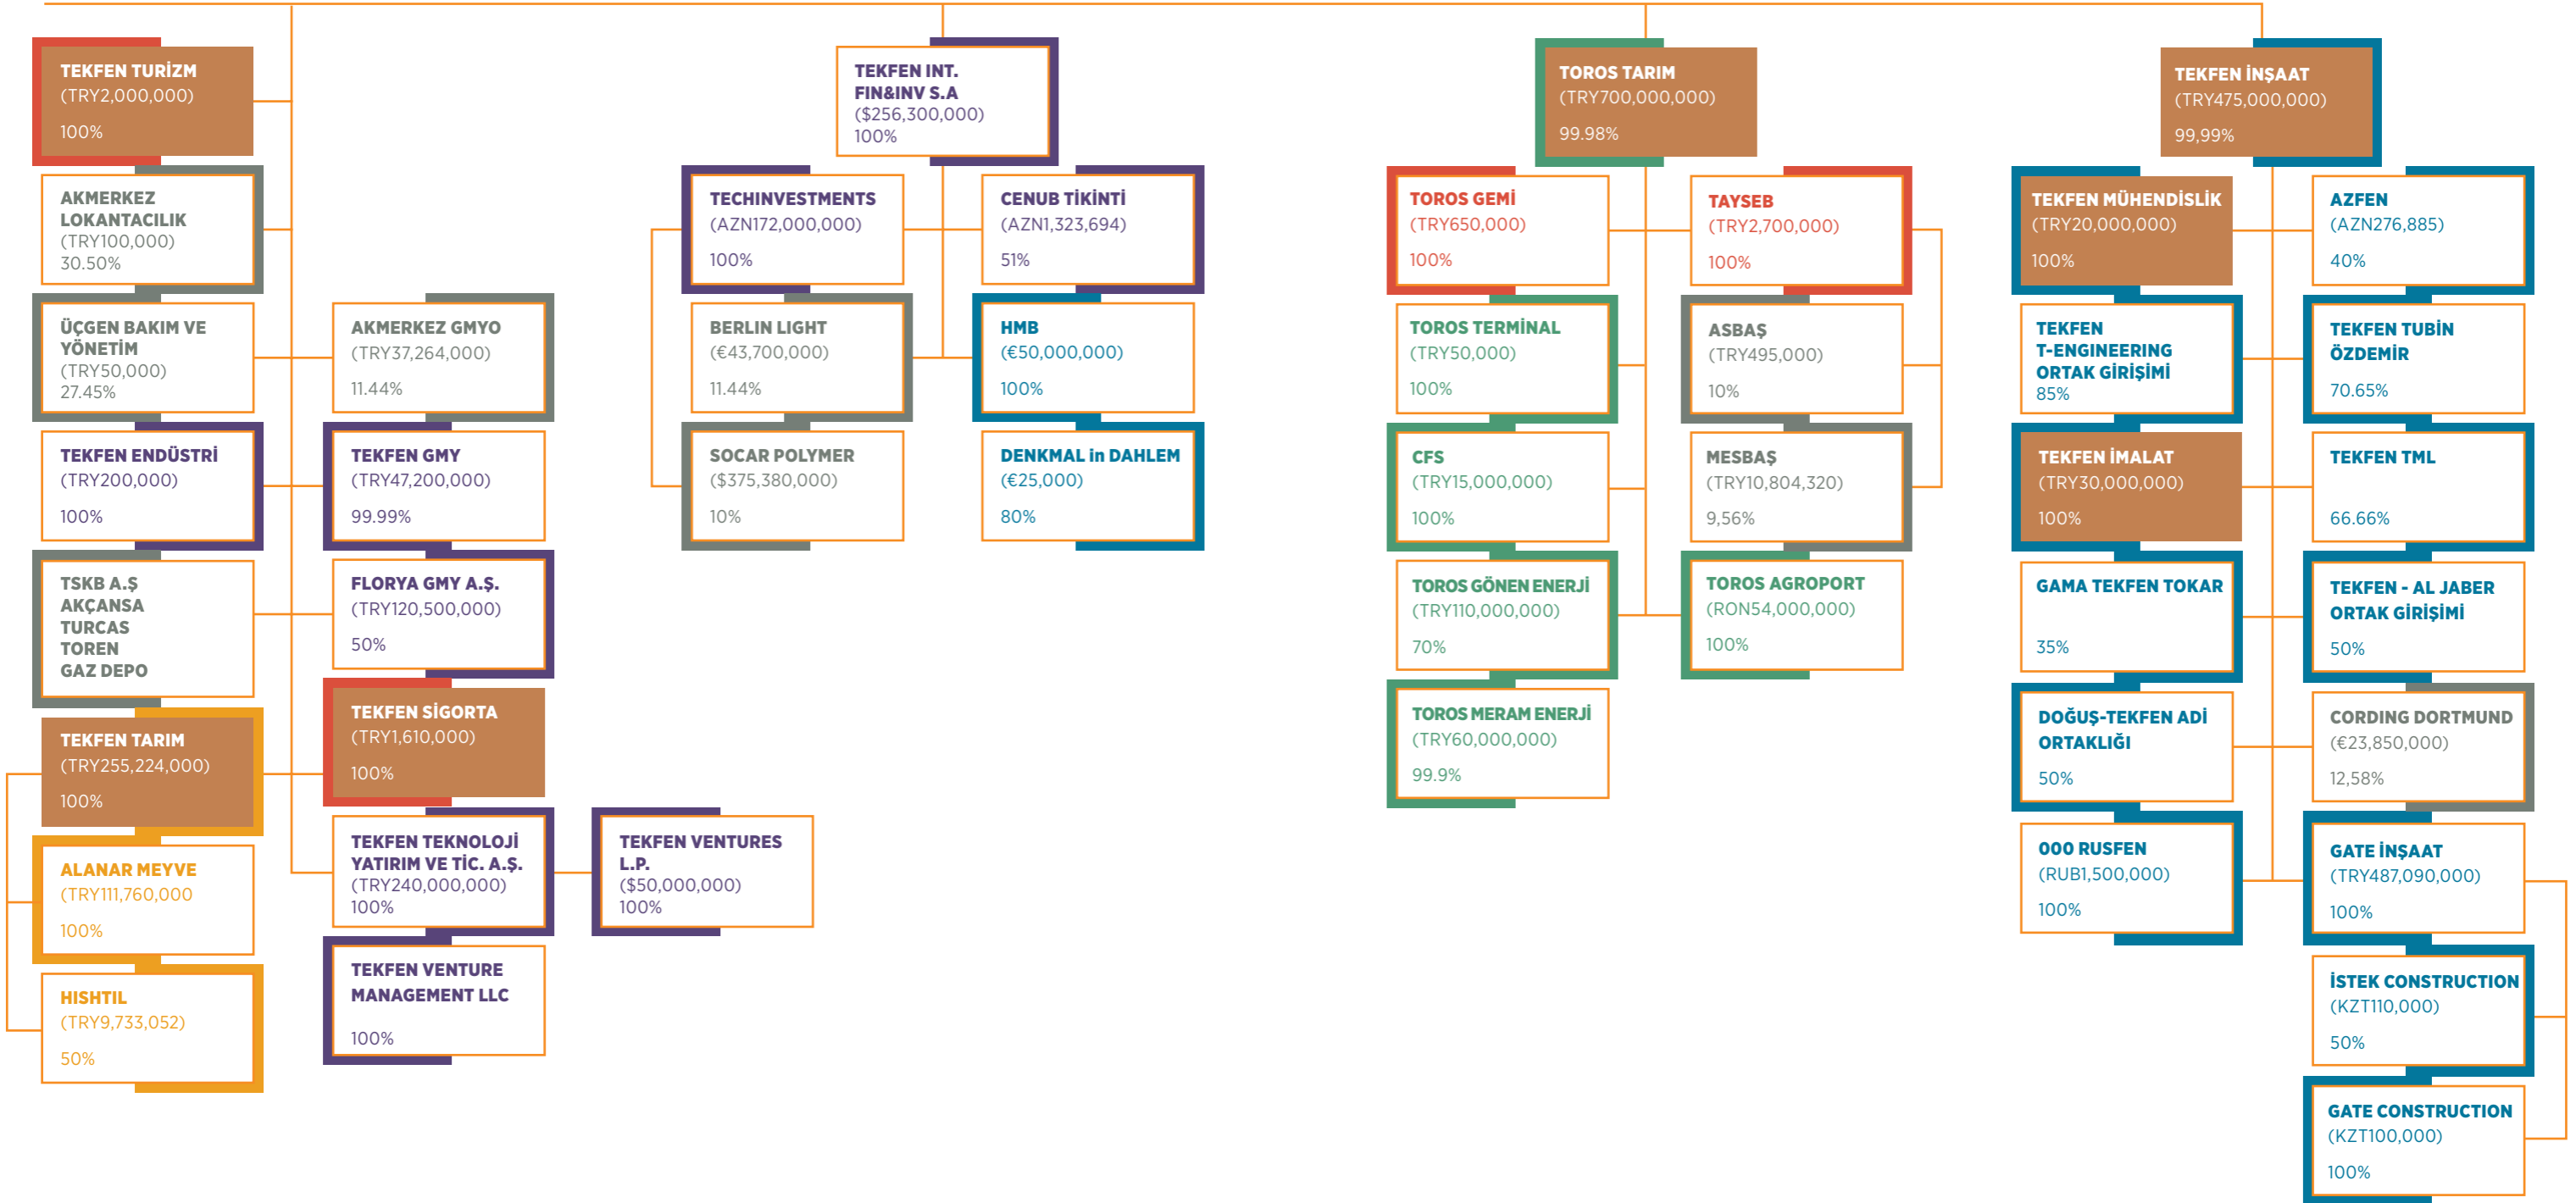 TEKFEN TURİZM
(TRY2,000,000)
100%
AKMERKEZ
LOKANTACILIK
(TRY100,000)
30.50%
ÜÇGEN BAKIM VE
YÖNETİM
(TRY50,000)
27.45%
AKMERKEZ GMYO
(TRY37,264,000)
11.44%
TEKFEN ENDÜSTRİ
(TRY200,000)
100%
TEKFEN GMY
(TRY47,200,000)
99.99%
TSKB A.Ş
AKÇANSA
TURCAS
TOREN
GAZ DEPO
FLORYA GMY A.Ş.
(TRY120,500,000)
50%
TEKFEN TARIM
(TRY255,224,000)
100%
TEKFEN SİGORTA
(TRY1,610,000)
100%
ALANAR MEYVE
(TRY111,760,000
100%
HISHTIL
(TRY9,733,052)
50%
TEKFEN TEKNOLOJİ
YATIRIM VE TİC. A.Ş.
(TRY240,000,000)
100%
TEKFEN VENTURES
L.P.
($50,000,000)
100%
TEKFEN VENTURE
MANAGEMENT LLC
100%
TEKFEN INT.
FIN&INV S.A
($256,300,000)
100%
TECHINVESTMENTS
(AZN172,000,000)
100%
CENUB TİKİNTİ
(AZN1,323,694)
51%
BERLIN LIGHT
(€43,700,000)
11.44%
HMB
(€50,000,000)
100%
SOCAR POLYMER
($375,380,000)
10%
DENKMAL in DAHLEM
(€25,000)
80%
TOROS TARIM
(TRY700,000,000)
99.98%
TOROS GEMİ
(TRY650,000)
100%
TAYSEB
(TRY2,700,000)
100%
TOROS TERMİNAL
(TRY50,000)
100%
ASBAŞ
(TRY495,000)
10%
CFS
(TRY15,000,000)
100%
MESBAŞ
(TRY10,804,320)
9,56%
TOROS GÖNEN ENERJİ
(TRY110,000,000)
70%
TOROS AGROPORT
(RON54,000,000)
100%
TOROS MERAM ENERJİ
(TRY60,000,000)
99.9%
TEKFEN İNŞAAT
(TRY475,000,000)
99,99%
TEKFEN MÜHENDİSLİK
(TRY20,000,000)
100%
AZFEN
(AZN276,885)
40%
TEKFEN
T-ENGINEERING
ORTAK GİRİŞİMİ
85%
TEKFEN TUBİN
ÖZDEMİR
70.65%
TEKFEN İMALAT
(TRY30,000,000)
100%
TEKFEN TML
66.66%
GAMA TEKFEN TOKAR
35%
TEKFEN - AL JABER
ORTAK GİRİŞİMİ
50%
DOĞUŞ-TEKFEN ADİ
ORTAKLIĞI
50%
CORDING DORTMUND
(€23,850,000)
12,58%
000 RUSFEN
(RUB1,500,000)
100%
GATE İNŞAAT
(TRY487,090,000)
100%
İSTEK CONSTRUCTION
(KZT110,000)
50%
GATE CONSTRUCTION
(KZT100,000)
100%